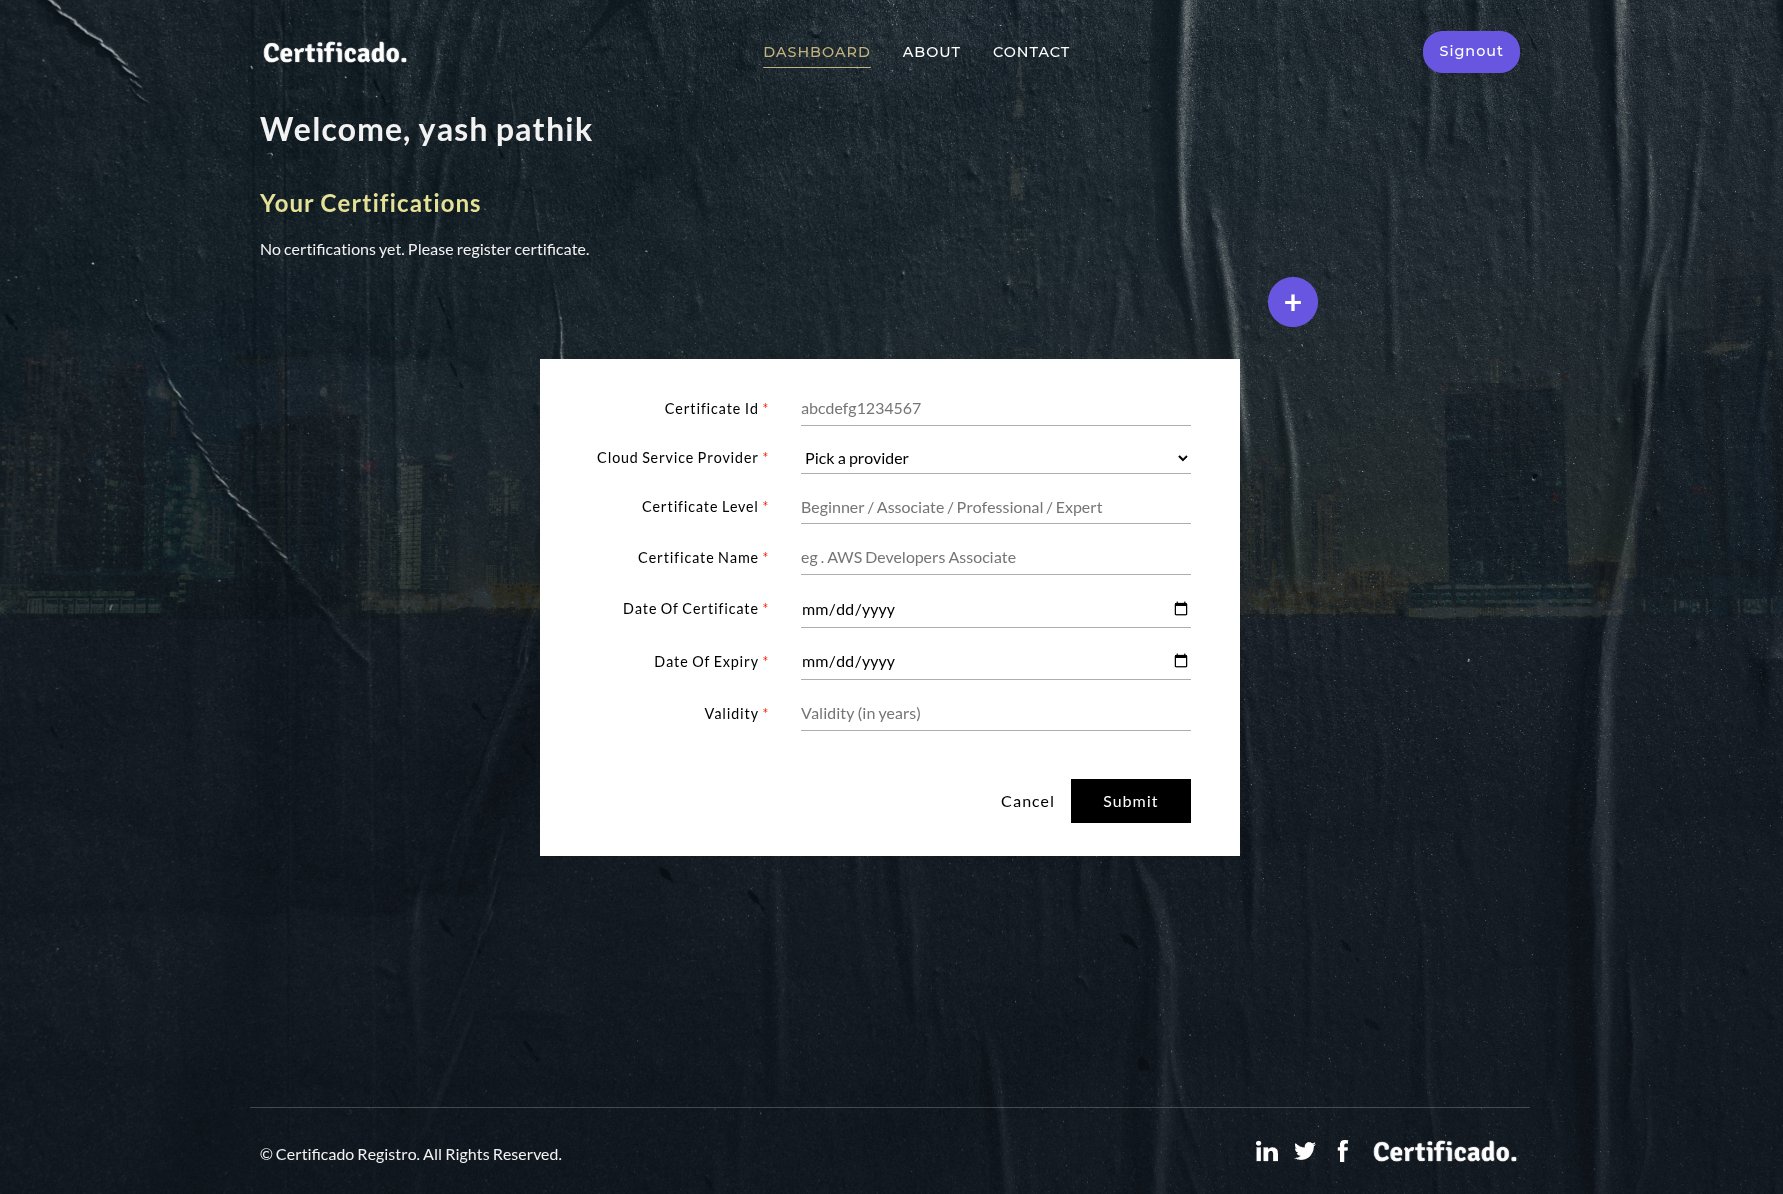 Certificado.
DASHBOARD ABOUT CONTACT
Signout
Welcome, yash pathik
Your Certifications
No certifications yet. Please register certificate.
+
Certificate Id * abcdefg1234567
Cloud Service Provider * Pick a provider
Certificate Level * Beginner / Associate / Professional / Expert
Certificate Name * eg . AWS Developers Associate
Date Of Certificate * mm/dd/yyyy
Date Of Expiry * mm/dd/yyyy
Validity * Validity (in years)
Cancel Submit
© Certificado Registro. All Rights Reserved.
Certificado.